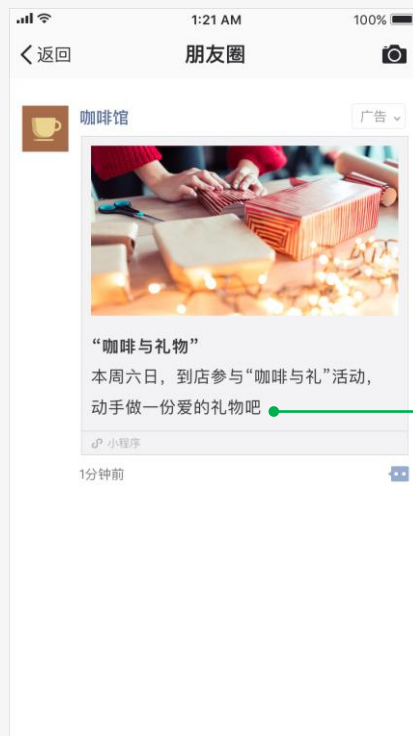 1:21 AM
100%
返回
朋友圈
咖啡馆
广告
“咖啡与礼物”
本周六日，到店参与“咖啡与礼”活动，
动手做一份爱的礼物吧
小程序
1分钟前